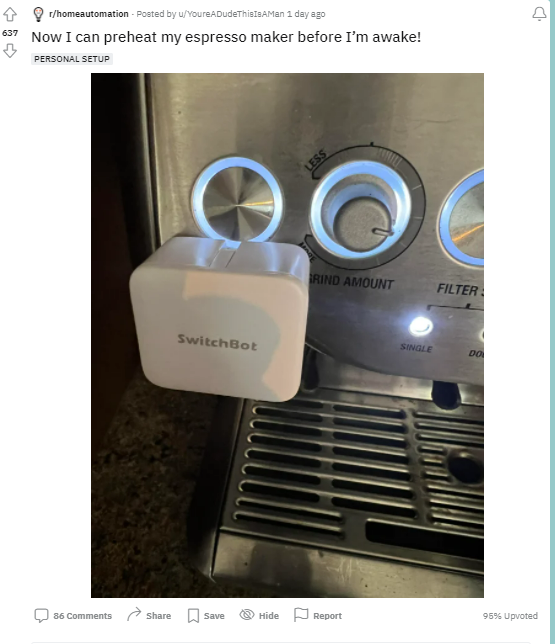 r/homeautomation · Posted by u/YoureADudeThisIsAMan 1 day ago
637
Now I can preheat my espresso maker before I'm awake!
PERSONAL SETUP
LESS
GRIND AMOUNT
FILTER
SwitchBot
SINGLE
86 Comments Share Save Hide Report 95% Upvoted